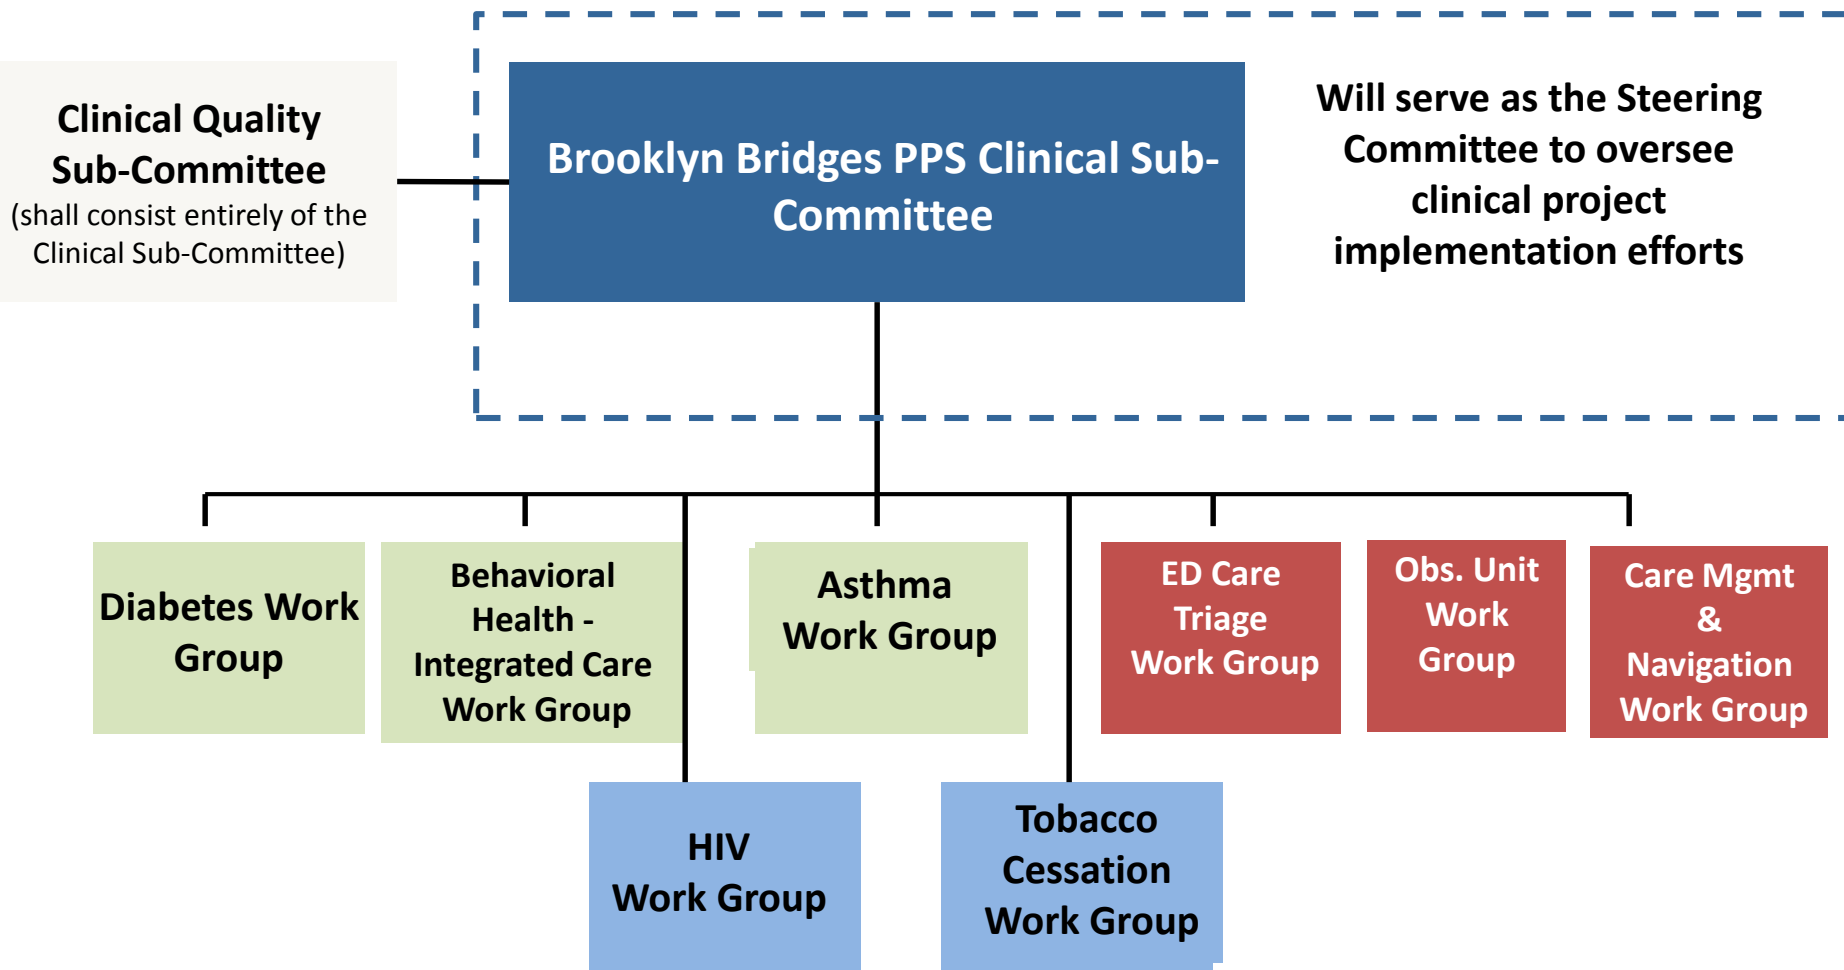 Clinical Quality
Sub-Committee
(shall consist entirely of the
Clinical Sub-Committee)
Brooklyn Bridges PPS Clinical Sub-
Committee
Will serve as the Steering
Committee to oversee
clinical project
implementation efforts
Diabetes Work
Group
Behavioral
Health -
Integrated Care
Work Group
Asthma
Work Group
ED Care
Triage
Work Group
Obs. Unit
Work
Group
Care Mgmt
&
Navigation
Work Group
HIV
Work Group
Tobacco
Cessation
Work Group